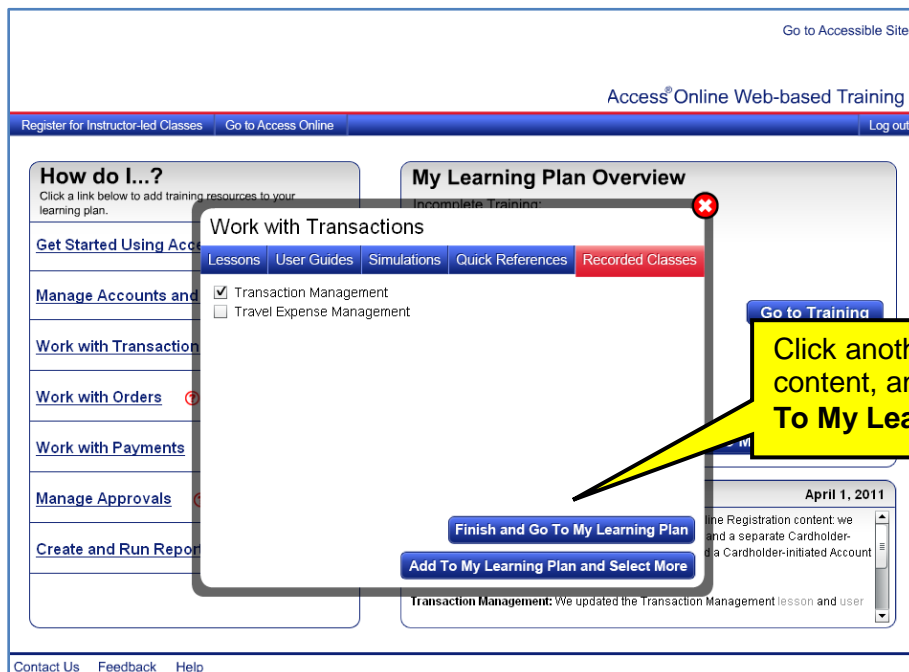 Go to Accessible Site
Access® Online Web-based Training
Register for Instructor-led Classes Go to Access Online Log out
How do I...?
Click a link below to add training resources to your
learning plan.
Get Started Using Acce
Manage Accounts and
Work with Transaction
Work with Orders
Work with Payments
Manage Approvals
Create and Run Repor
My Learning Plan Overview
Incomplete Training:
Go to Training
Work with Transactions
Lessons User Guides Simulations Quick References Recorded Classes
Transaction Management
Travel Expense Management
Finish and Go To My Learning Plan
Add To My Learning Plan and Select More
Click anoth
content, an
To My Lea
April 1, 2011
line Registration content: we
and a separate Cardholder-
d a Cardholder-initiated Account
Transaction Management: We updated the Transaction Management lesson and user
Contact Us Feedback Help